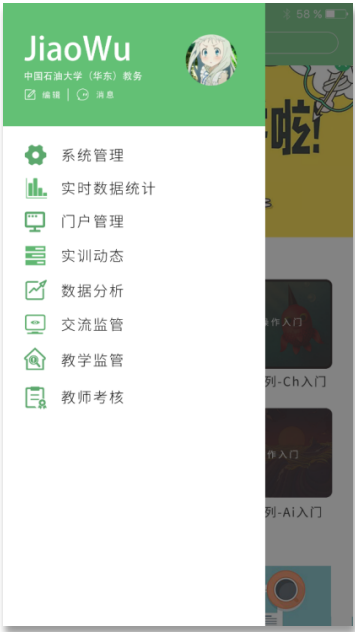 58 %
JiaoWu
中国石油大学（华东）教务
编辑 | 消息
系统管理
实时数据统计
门户管理
实训动态
数据分析
交流监管
教学监管
教师考核
啦!
作入门
列-Ch入门
作入门
列-Ai入门